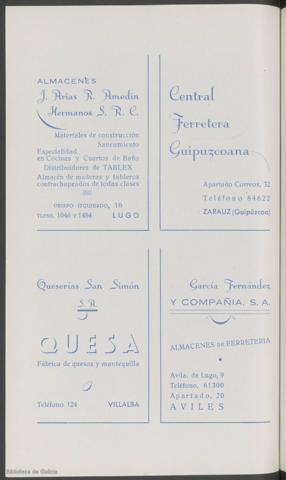 ALMACENES
J. Arias R. Amedin
Hermanos S. R. C.
Materiales de construcción
Saneamiento
Especialidad
en Cocinas y Cuartos de Baño
Distribuidores de TABLEX
Almacén de maderas y tableros
contrachapeados de todas clases
OBISPO IZQUIERDO, 16
TLFNS. 1046 Y 1484 LUGO
Central
Ferretera
Guipuzcoana
Apartado Correos, 32
Teléfono 84622
ZARAUZ (Guipúzcoa)
Queserías San Simón
S. A.
QUESA
Fábrica de quesos y mantequilla
Teléfono 124 VILLALBA
García Fernández
Y COMPAÑIA, S. A.
ALMACENES DE FERRETERIA
Avda. de Lugo, 9
Teléfono, 61300
Apartado, 20
AVILES
Biblioteca de Galicia